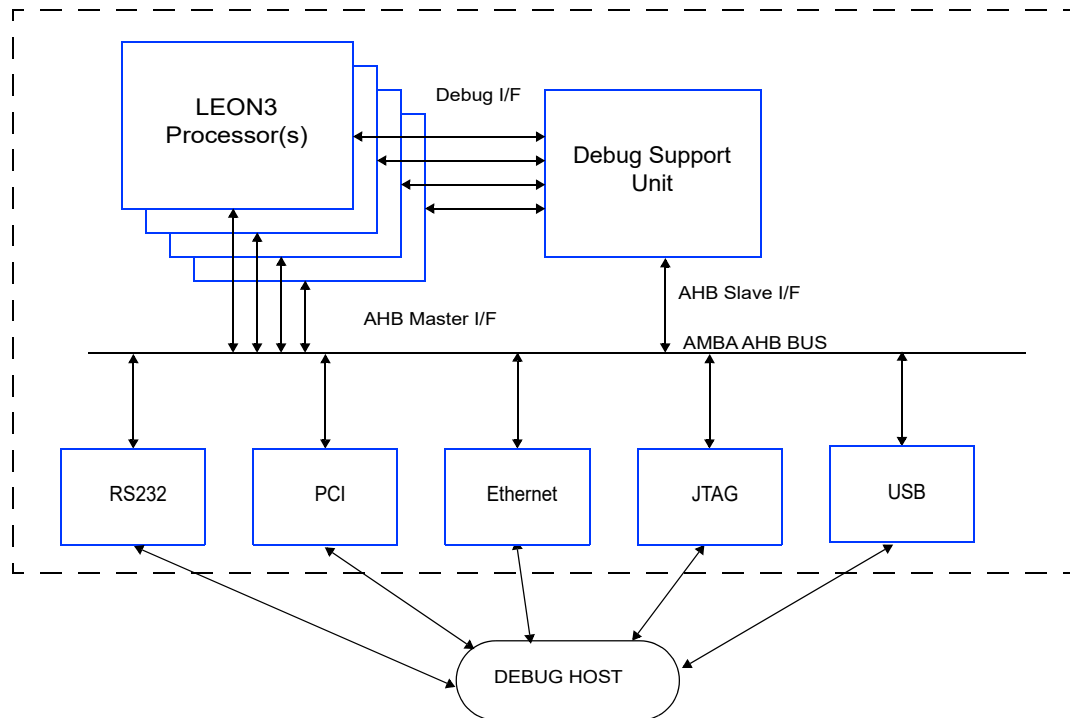 LEON3
Processor(s)
Debug I/F
Debug Support
Unit
AHB Slave I/F
AHB Master I/F
AMBA AHB BUS
RS232
PCI
Ethernet
JTAG
USB
DEBUG HOST